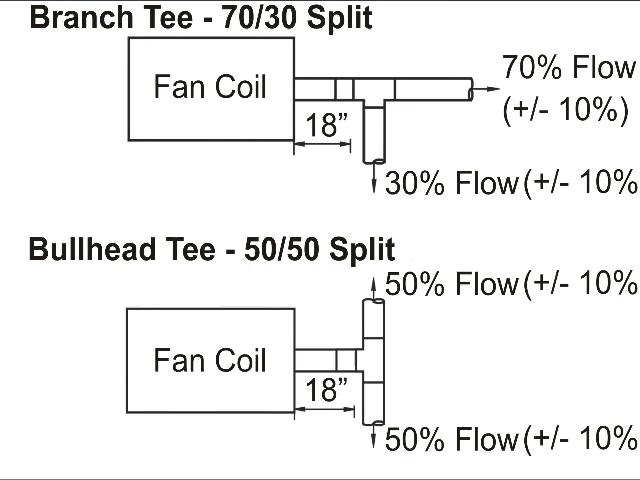 Branch Tee - 70/30 Split
Fan Coil
70% Flow
(+/- 10%)
18”
30% Flow (+/- 10%
Bullhead Tee - 50/50 Split
50% Flow (+/- 10%
Fan Coil
18”
50% Flow (+/- 10%